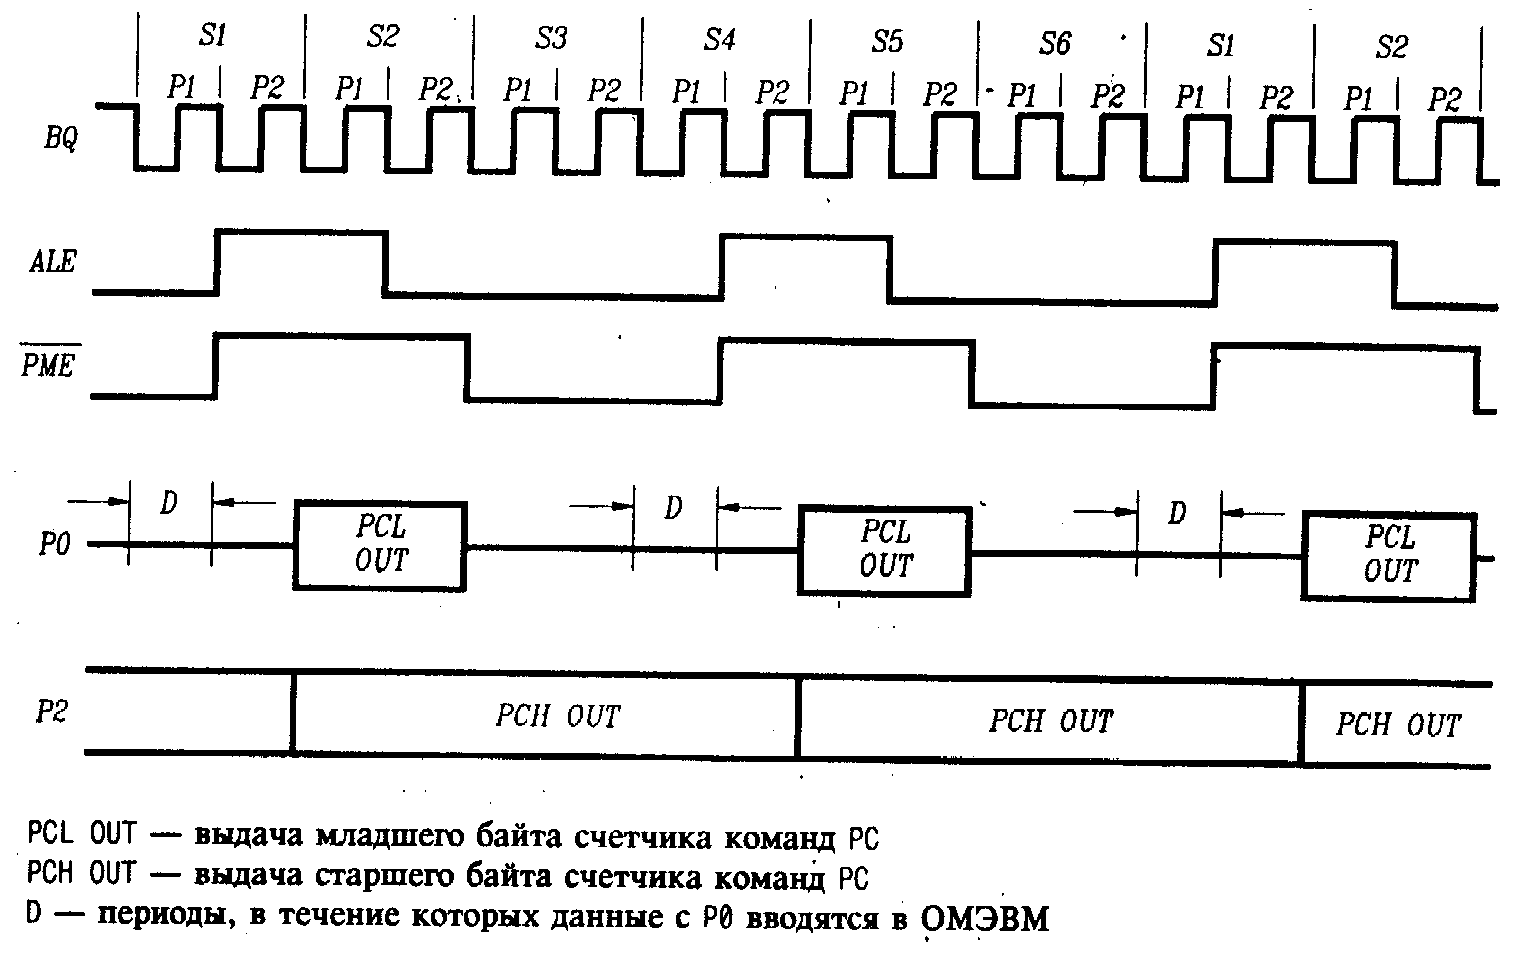 S1 S2 S3 S4 S5 S6 S1 S2
P1 P2 P1 P2 P1 P2 P1 P2 P1 P2 P1 P2 P1 P2 P1 P2
BQ
ALE
PME
D D D
P0 PCL OUT PCL OUT PCL OUT
P2 PCH OUT PCH OUT PCH OUT
PCL OUT — выдача младшего байта счетчика команд PC
PCH OUT — выдача старшего байта счетчика команд PC
D — периоды, в течение которых данные с P0 вводятся в ОМЭВМ